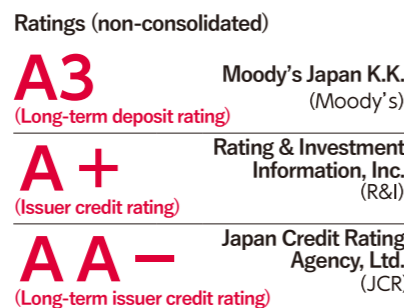 Ratings (non-consolidated)
A3
Moody's Japan K.K.
(Moody's)
(Long-term deposit rating)
A+
Rating & Investment
Information, Inc.
(R&I)
(Issuer credit rating)
AA−
Japan Credit Rating
Agency, Ltd.
(JCR)
(Long-term issuer credit rating)